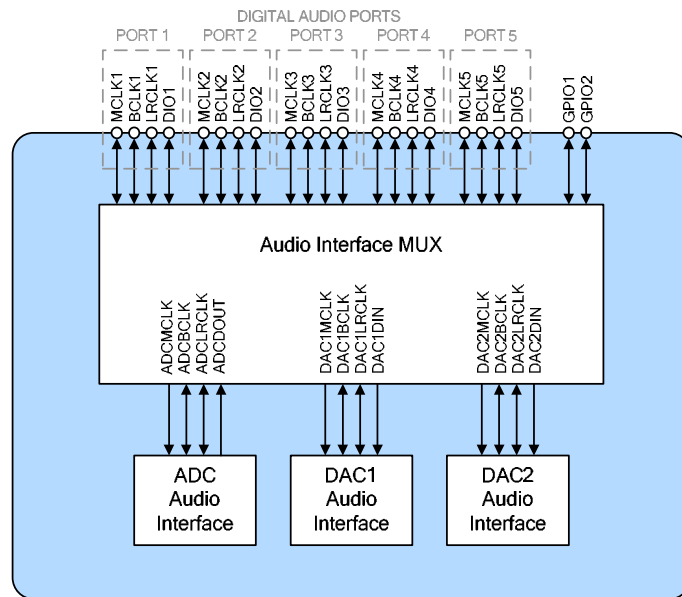 DIGITAL AUDIO PORTS
PORT 1
PORT 2
PORT 3
PORT 4
PORT 5
MCLK1
BCLK1
LRCLK1
DIO1
MCLK2
BCLK2
LRCLK2
DIO2
MCLK3
BCLK3
LRCLK3
DIO3
MCLK4
BCLK4
LRCLK4
DIO4
MCLK5
BCLK5
LRCLK5
DIO5
GPIO1
GPIO2
Audio Interface MUX
ADCMCLK
ADCBCLK
ADCLRCLK
ADCDOUT
DAC1MCLK
DAC1BCLK
DAC1LRCLK
DAC1DIN
DAC2MCLK
DAC2BCLK
DAC2LRCLK
DAC2DIN
ADC
Audio
Interface
DAC1
Audio
Interface
DAC2
Audio
Interface